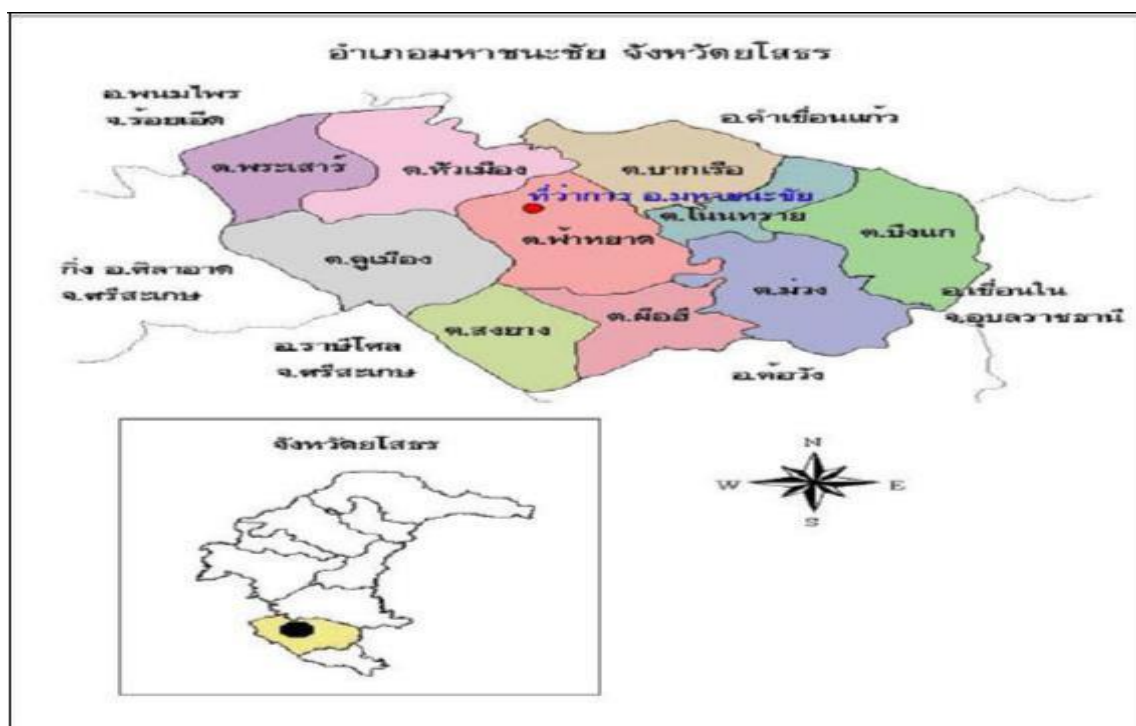 อำเภอมหาชนะชัย จังหวัดยโสธร
อ.พนมไพร
จ.ร้อยเอ็ด
อ.คำเขื่อนแก้ว
ต.พระเสาร์
ต.หัวเมือง
ต.บากเรือ
ที่ว่าการ อ.มหาชนะชัย
ต.โนนทราย
ต.บึงแก
ต.ฟ้าหยาด
ต.คูเมือง
กิ่ง อ.ศิลาลาด
จ.ศรีสะเกษ
ต.ม่วง
อ.เขื่องใน
จ.อุบลราชธานี
ต.สงยาง
ต.ผือฮี
อ.ราษีไศล
จ.ศรีสะเกษ
อ.ค้อวัง
จังหวัดยโสธร
N
W E
S